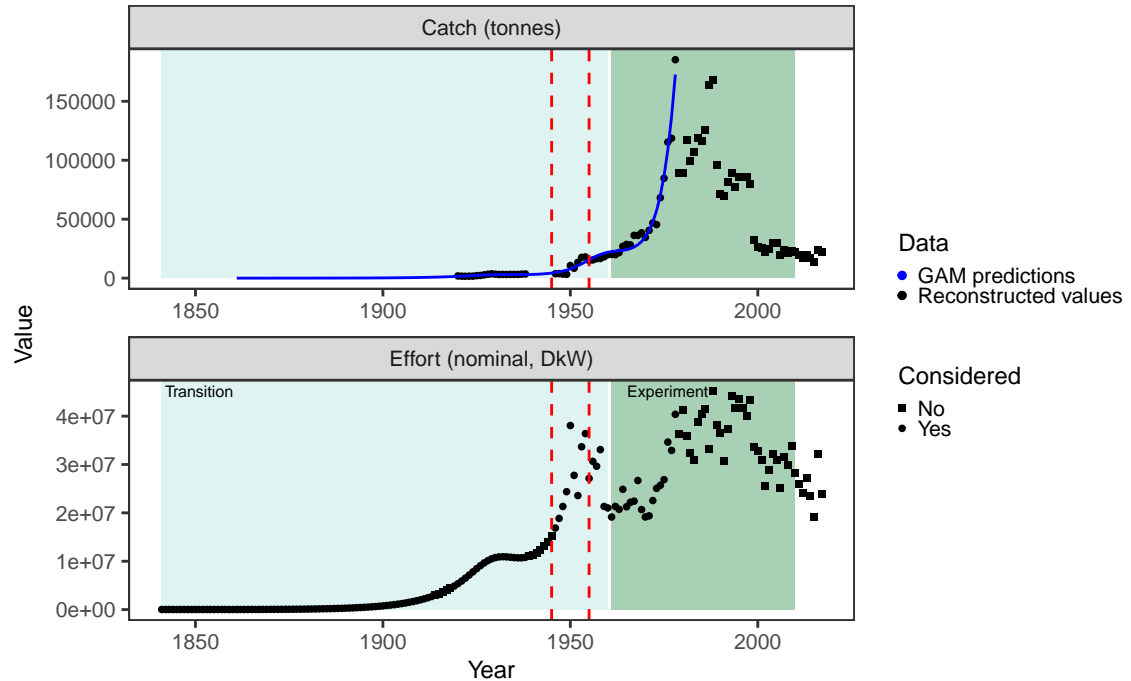 Catch (tonnes)
150000
100000
50000
0
1850
1900
1950
2000
Effort (nominal, DkW)
Transition
Experiment
4e+07
3e+07
2e+07
1e+07
0e+00
1850
1900
1950
2000
Year
Value
Data
GAM predictions
Reconstructed values
Considered
No
Yes